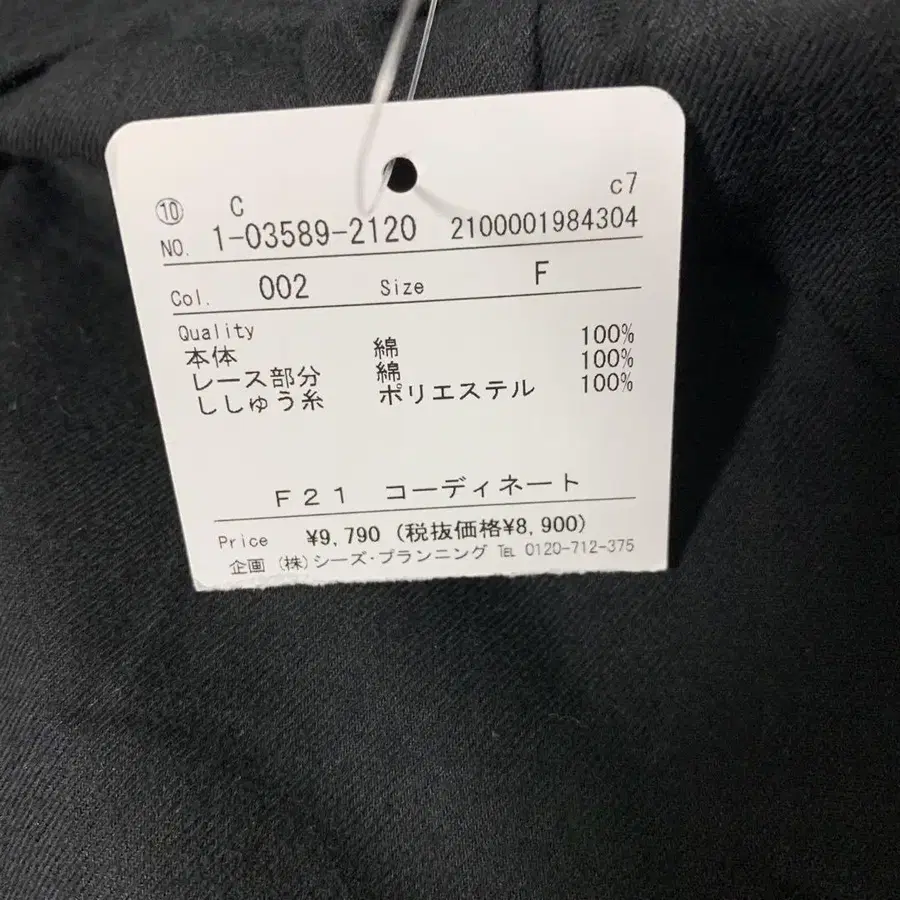 ⑩ C c7
NO. 1-03589-2120 2100001984304
Col. 002 Size F
Quality
本体 綿 100%
レース部分 綿 100%
ししゅう糸 ポリエステル 100%
F21 コーディネート
Price ¥9,790 (税抜価格¥8,900)
企画 (株)シーズ・プランニング ℡ 0120-712-375